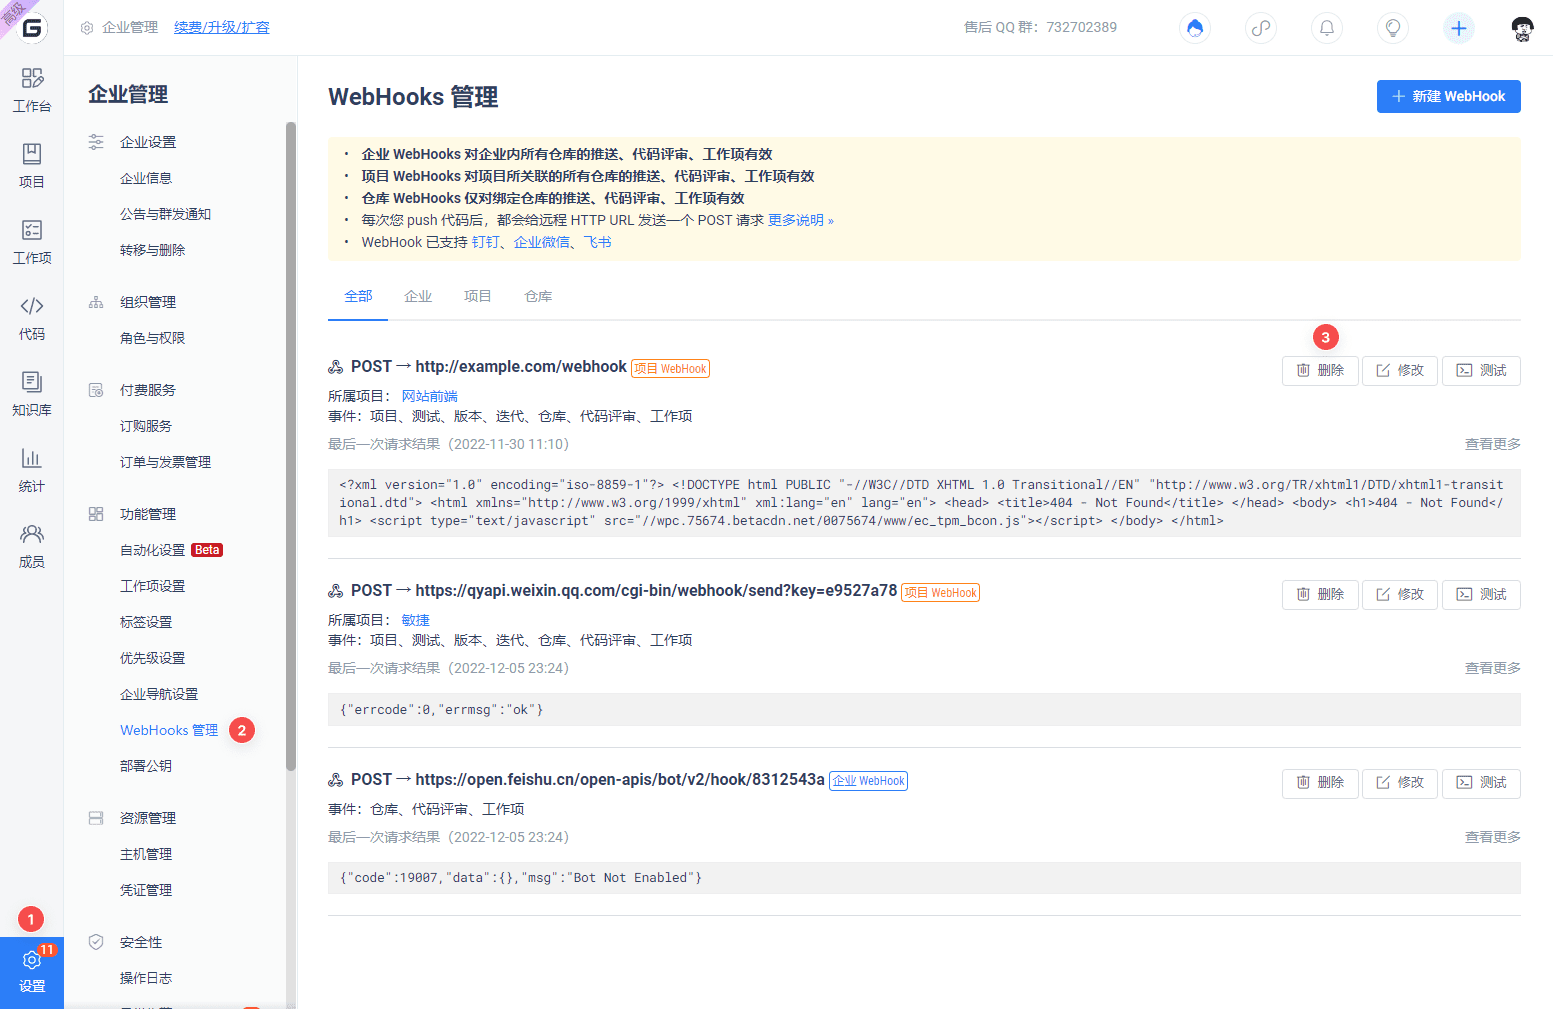 高级
企业管理 续费/升级/扩容
售后 QQ 群：732702389
工作台
项目
工作项
代码
知识库
统计
成员
1
11
设置
企业管理
企业设置
企业信息
公告与群发通知
转移与删除
组织管理
角色与权限
付费服务
订购服务
订单与发票管理
功能管理
自动化设置 Beta
工作项设置
标签设置
优先级设置
企业导航设置
WebHooks 管理 2
部署公钥
资源管理
主机管理
凭证管理
安全性
操作日志
WebHooks 管理
新建 WebHook
• 企业 WebHooks 对企业内所有仓库的推送、代码评审、工作项有效
• 项目 WebHooks 对项目所关联的所有仓库的推送、代码评审、工作项有效
• 仓库 WebHooks 仅对绑定仓库的推送、代码评审、工作项有效
• 每次您 push 代码后，都会给远程 HTTP URL 发送一个 POST 请求 更多说明 »
• WebHook 已支持 钉钉、企业微信、飞书
全部 企业 项目 仓库
3
POST → http://example.com/webhook 项目 WebHook
删除 修改 测试
所属项目： 网站前端
事件：项目、测试、版本、迭代、仓库、代码评审、工作项
最后一次请求结果（2022-11-30 11:10）
查看更多
<?xml version="1.0" encoding="iso-8859-1"?> <!DOCTYPE html PUBLIC "-//W3C//DTD XHTML 1.0 Transitional//EN" "http://www.w3.org/TR/xhtml1/DTD/xhtml1-transit
ional.dtd"> <html xmlns="http://www.w3.org/1999/xhtml" xml:lang="en" lang="en"> <head> <title>404 - Not Found</title> </head> <body> <h1>404 - Not Found</
h1> <script type="text/javascript" src="//wpc.75674.betacdn.net/0075674/www/ec_tpm_bcon.js"></script> </body> </html>
POST → https://qyapi.weixin.qq.com/cgi-bin/webhook/send?key=e9527a78 项目 WebHook
删除 修改 测试
所属项目： 敏捷
事件：项目、测试、版本、迭代、仓库、代码评审、工作项
最后一次请求结果（2022-12-05 23:24）
查看更多
{"errcode":0,"errmsg":"ok"}
POST → https://open.feishu.cn/open-apis/bot/v2/hook/8312543a 企业 WebHook
删除 修改 测试
事件：仓库、代码评审、工作项
最后一次请求结果（2022-12-05 23:24）
查看更多
{"code":19007,"data":{},"msg":"Bot Not Enabled"}